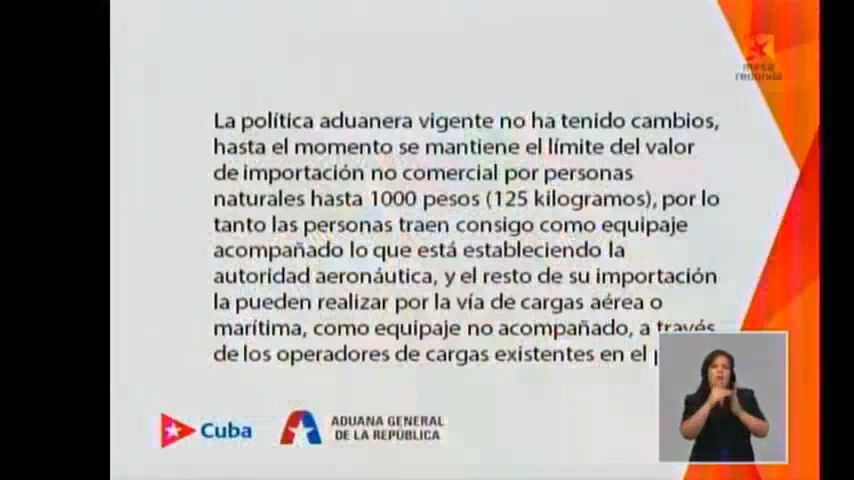 mesa
redonda
La política aduanera vigente no ha tenido cambios,
hasta el momento se mantiene el límite del valor
de importación no comercial por personas
naturales hasta 1000 pesos (125 kilogramos), por lo
tanto las personas traen consigo como equipaje
acompañado lo que está estableciendo la
autoridad aeronáutica, y el resto de su importación
la pueden realizar por la vía de cargas aérea o
marítima, como equipaje no acompañado, a través
de los operadores de cargas existentes en el
Cuba
ADUANA GENERAL
DE LA REPÚBLICA